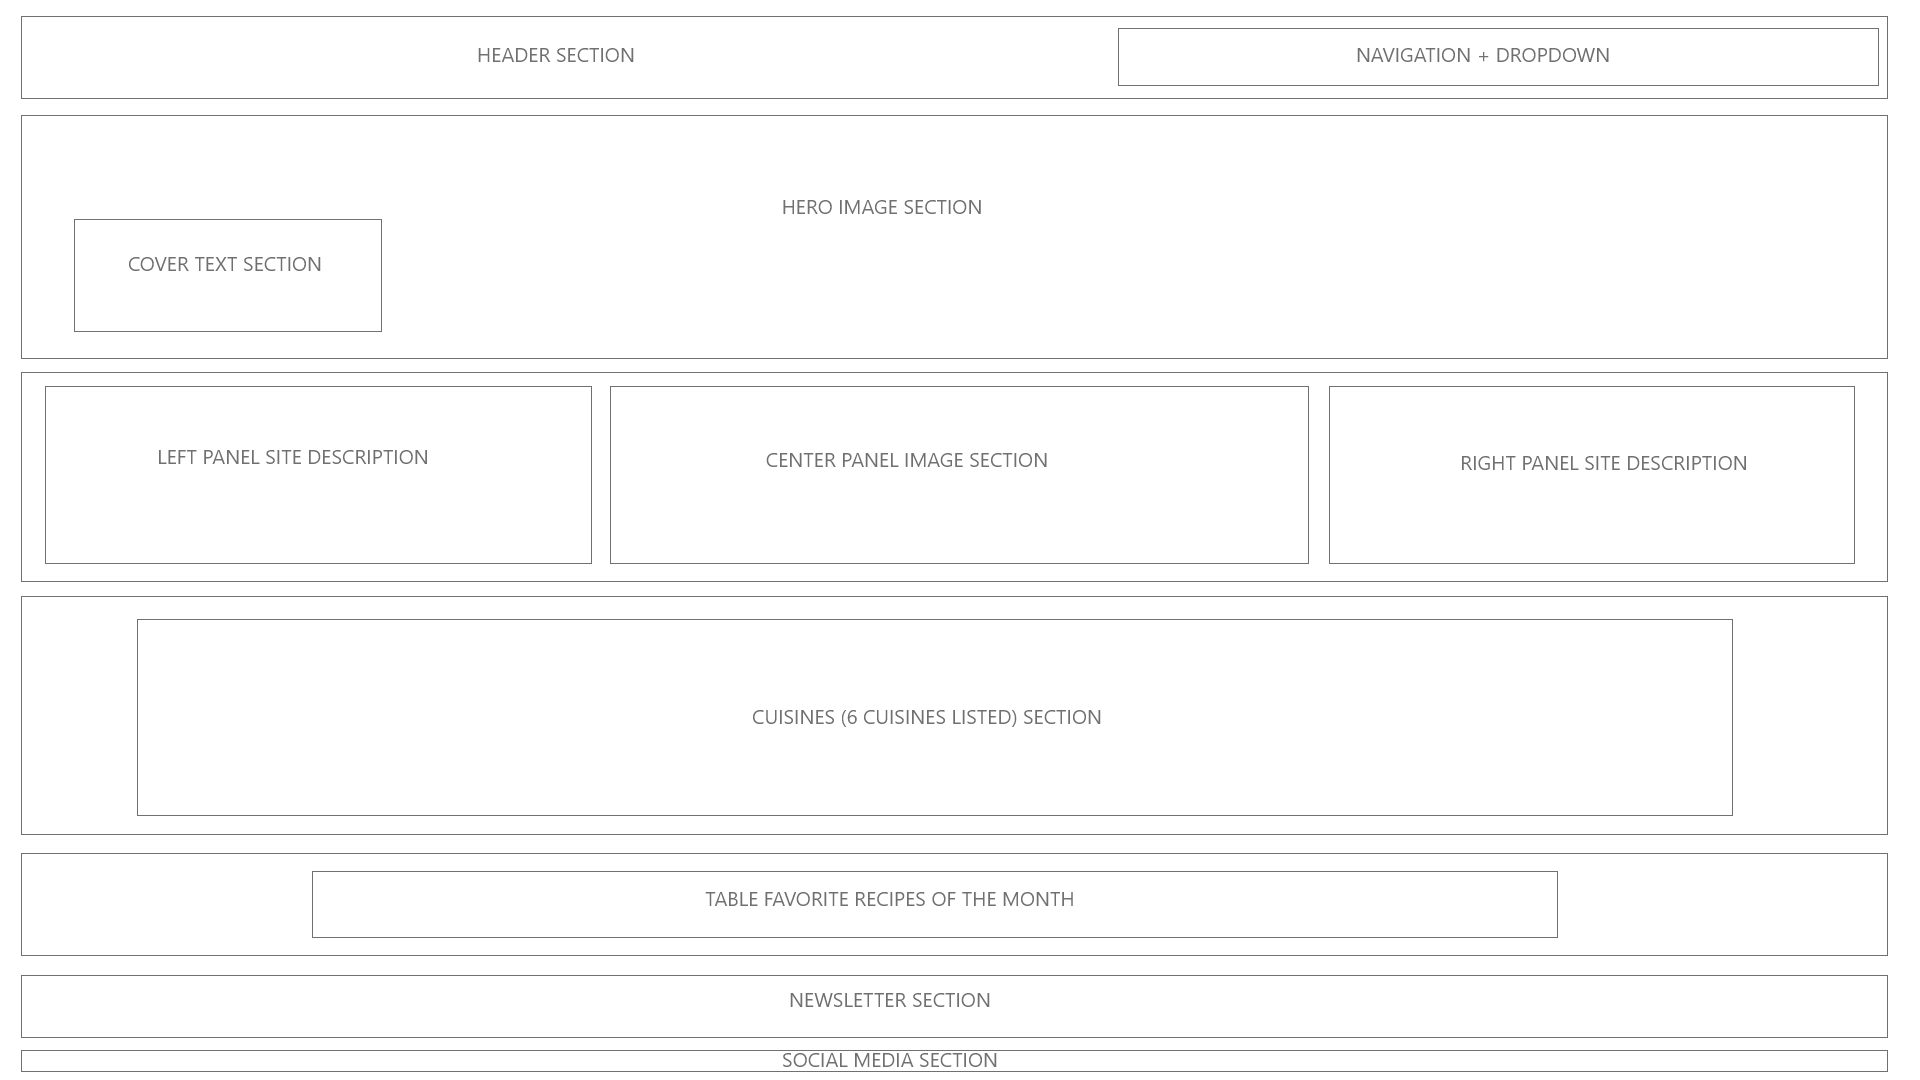 HEADER SECTION
NAVIGATION + DROPDOWN
HERO IMAGE SECTION
COVER TEXT SECTION
LEFT PANEL SITE DESCRIPTION
CENTER PANEL IMAGE SECTION
RIGHT PANEL SITE DESCRIPTION
CUISINES (6 CUISINES LISTED) SECTION
TABLE FAVORITE RECIPES OF THE MONTH
NEWSLETTER SECTION
SOCIAL MEDIA SECTION